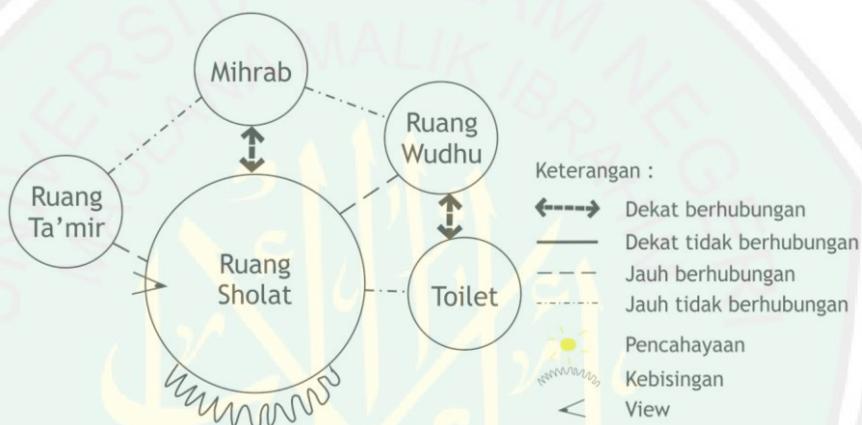 Mihrab
Ruang
Wudhu
Ruang
Ta'mir
Ruang
Sholat
Toilet
Keterangan :
Dekat berhubungan
Dekat tidak berhubungan
Jauh berhubungan
Jauh tidak berhubungan
Pencahayaan
Kebisingan
View